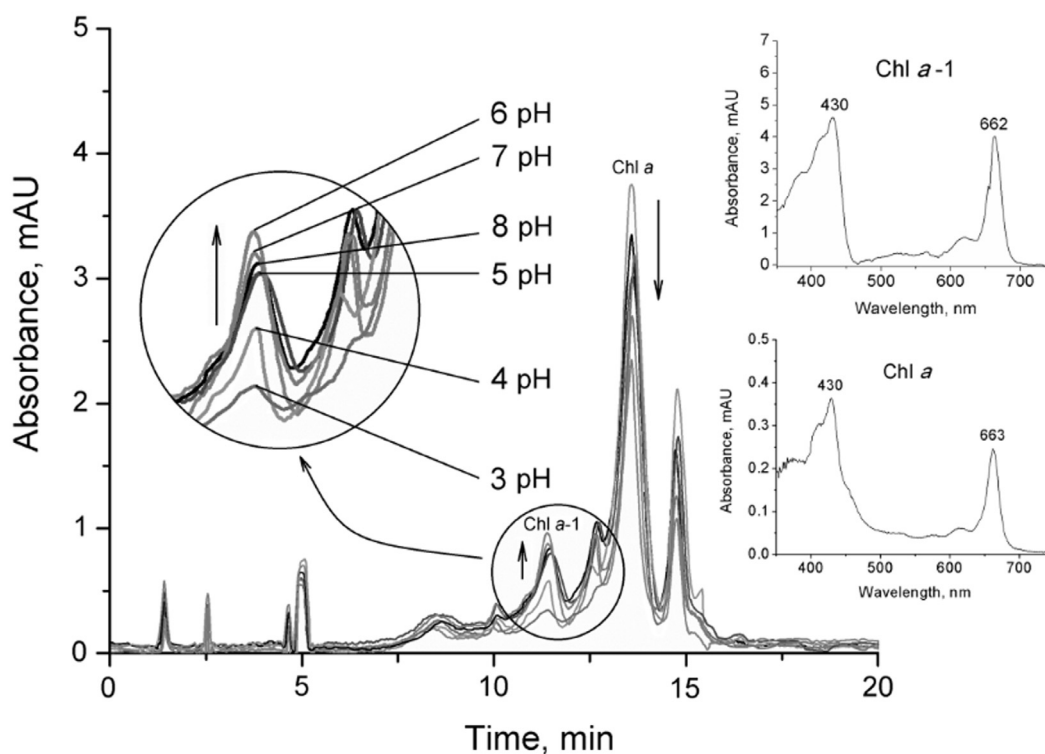 5
4
3
2
1
0
Absorbance, mAU
0
5
10
15
20
Time, min
6 pH
7 pH
8 pH
5 pH
4 pH
3 pH
Chl a-1
Chl a
7
6
5
4
3
2
1
0
Absorbance, mAU
Chl a -1
430
662
400
500
600
700
Wavelength, nm
0.5
0.4
0.3
0.2
0.1
0.0
Absorbance, mAU
Chl a
430
663
400
500
600
700
Wavelength, nm